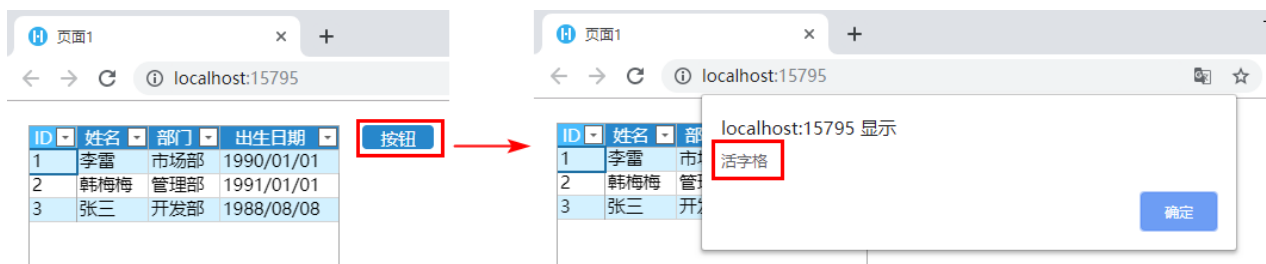 页面1
localhost:15795
ID 姓名 部门 出生日期
1 李雷 市场部 1990/01/01
2 韩梅梅 管理部 1991/01/01
3 张三 开发部 1988/08/08
按钮
页面1
localhost:15795
localhost:15795 显示
活字格
确定
ID 姓名
1 李雷
2 韩梅梅
3 张三